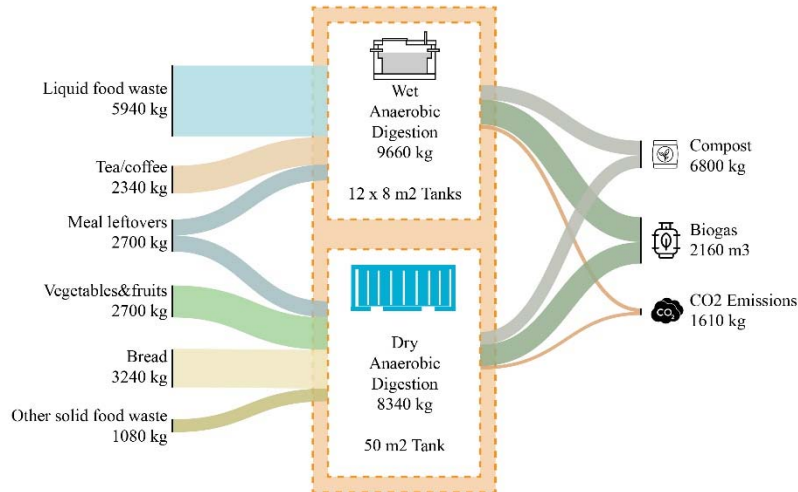 Liquid food waste
5940 kg
Tea/coffee
2340 kg
Meal leftovers
2700 kg
Vegetables&fruits
2700 kg
Bread
3240 kg
Other solid food waste
1080 kg
Wet
Anaerobic
Digestion
9660 kg
12 x 8 m2 Tanks
Dry
Anaerobic
Digestion
8340 kg
50 m2 Tank
Compost
6800 kg
Biogas
2160 m3
CO2
CO2 Emissions
1610 kg